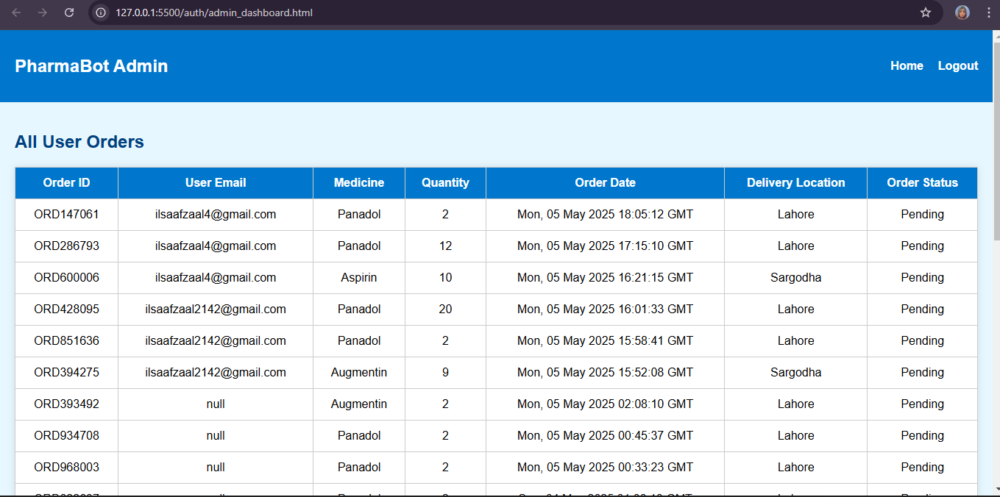 127.0.0.1:5500/auth/admin_dashboard.html
PharmaBot Admin Home Logout
All User Orders
Order ID User Email Medicine Quantity Order Date Delivery Location Order Status
ORD147061 ilsaafzaal4@gmail.com Panadol 2 Mon, 05 May 2025 18:05:12 GMT Lahore Pending
ORD286793 ilsaafzaal4@gmail.com Panadol 12 Mon, 05 May 2025 17:15:10 GMT Lahore Pending
ORD600006 ilsaafzaal4@gmail.com Aspirin 10 Mon, 05 May 2025 16:21:15 GMT Sargodha Pending
ORD428095 ilsaafzaal2142@gmail.com Panadol 20 Mon, 05 May 2025 16:01:33 GMT Lahore Pending
ORD851636 ilsaafzaal2142@gmail.com Panadol 2 Mon, 05 May 2025 15:58:41 GMT Lahore Pending
ORD394275 ilsaafzaal2142@gmail.com Augmentin 9 Mon, 05 May 2025 15:52:08 GMT Sargodha Pending
ORD393492 null Augmentin 2 Mon, 05 May 2025 02:08:10 GMT Lahore Pending
ORD934708 null Panadol 2 Mon, 05 May 2025 00:45:37 GMT Lahore Pending
ORD968003 null Panadol 2 Mon, 05 May 2025 00:33:23 GMT Lahore Pending